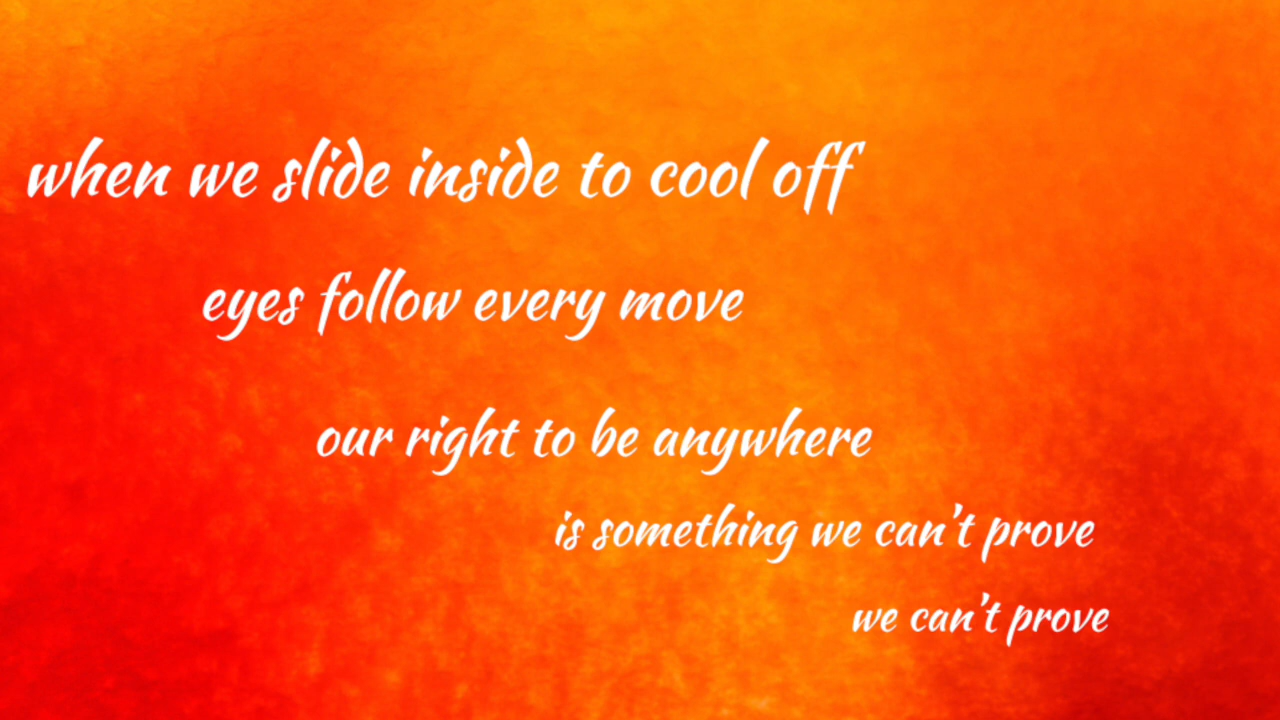 when we slide inside to cool off
eyes follow every move
our right to be anywhere
is something we can't prove
we can't prove